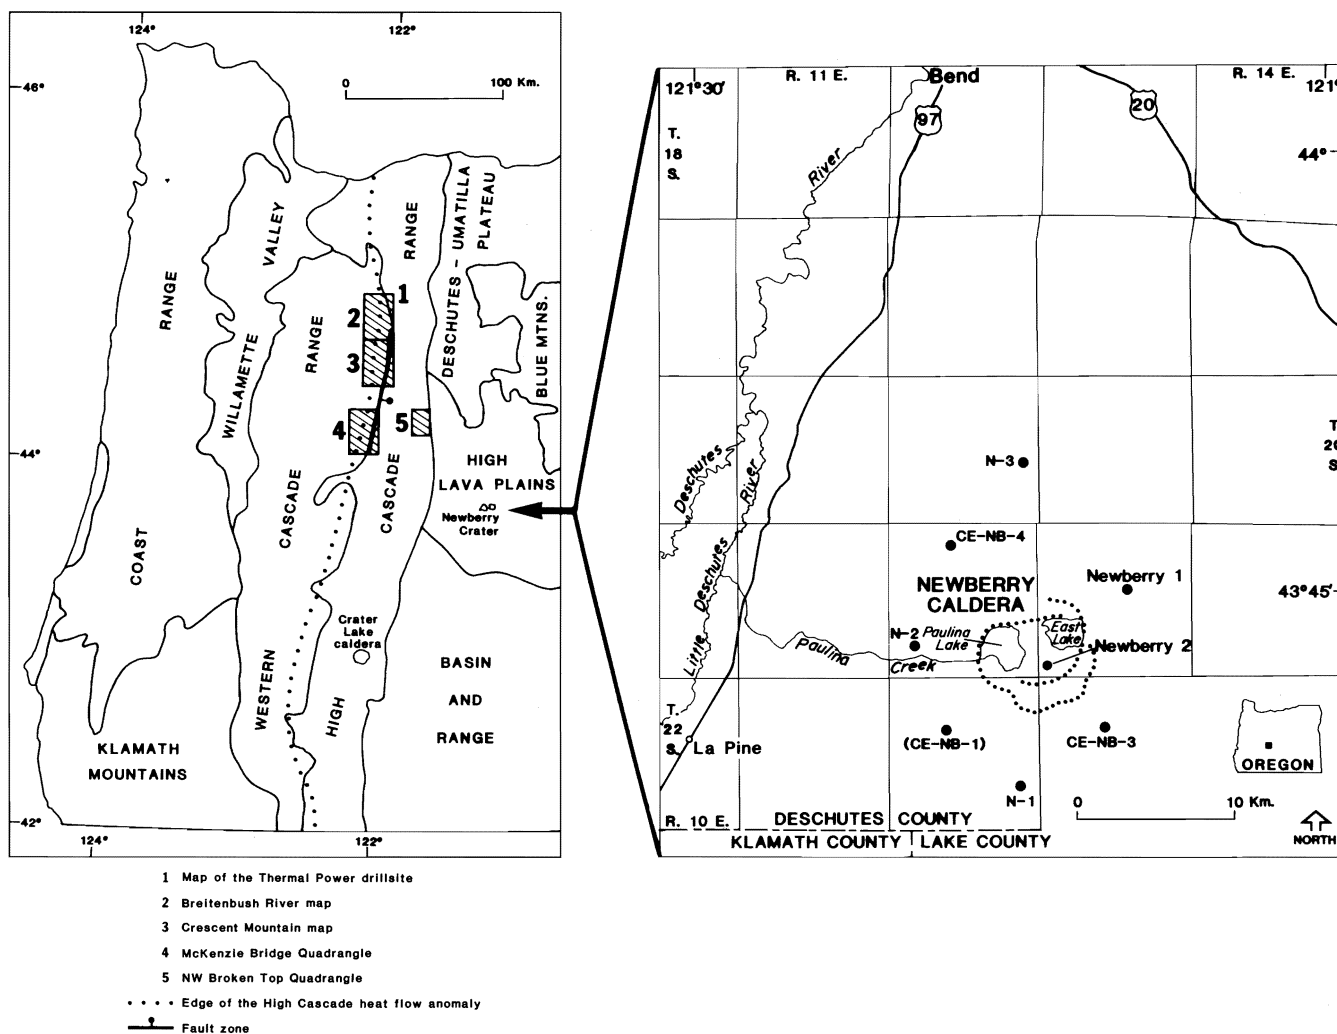 124°
122°
46°
0
100 Km.
VALLEY
RANGE
DESCHUTES - UMATILLA
PLATEAU
RANGE
1
2
RANGE
3
WILLAMETTE
BLUE MTNS.
4
5
44°
HIGH
LAVA PLAINS
Newberry
Crater
CASCADE
CASCADE
COAST
Crater
Lake
caldera
BASIN
AND
RANGE
WESTERN
HIGH
KLAMATH
MOUNTAINS
42°
124°
122°
1 Map of the Thermal Power drillsite
2 Breitenbush River map
3 Crescent Mountain map
4 McKenzie Bridge Quadrangle
5 NW Broken Top Quadrangle
Edge of the High Cascade heat flow anomaly
Fault zone
121°30'
R. 11 E.
Bend
R. 14 E.
121°
97
20
T.
18
S.
44°
River
T
20
S
N-3
Deschutes
River
CE-NB-4
NEWBERRY
CALDERA
Newberry 1
43°45'
Little Deschutes
N-2
Paulina
Lake
East
Lake
Newberry 2
Paulina
Creek
T.
22
S.
La Pine
(CE-NB-1)
CE-NB-3
OREGON
N-1
0
10 Km.
NORTH
R. 10 E.
DESCHUTES COUNTY
KLAMATH COUNTY
LAKE COUNTY